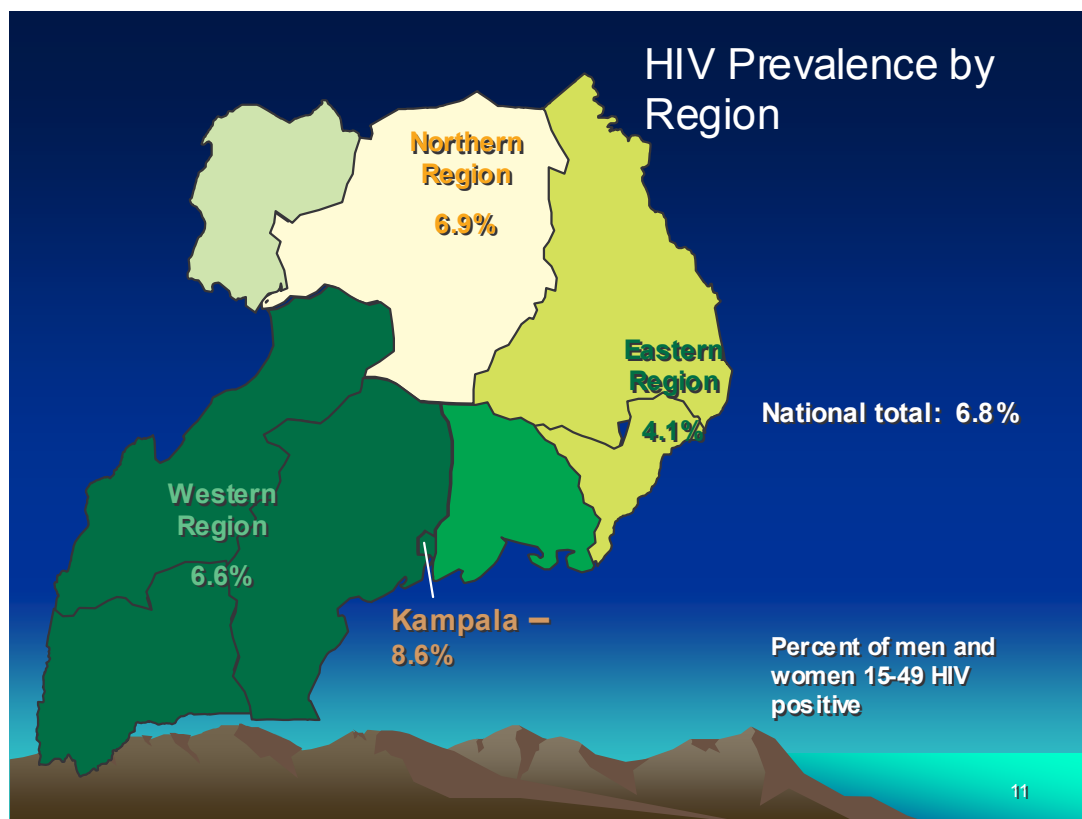 HIV Prevalence by
Region
Northern
Region
6.9%
Eastern
Region
4.1%
National total: 6.8%
Western
Region
6.6%
Kampala –
8.6%
Percent of men and
women 15-49 HIV
positive
11